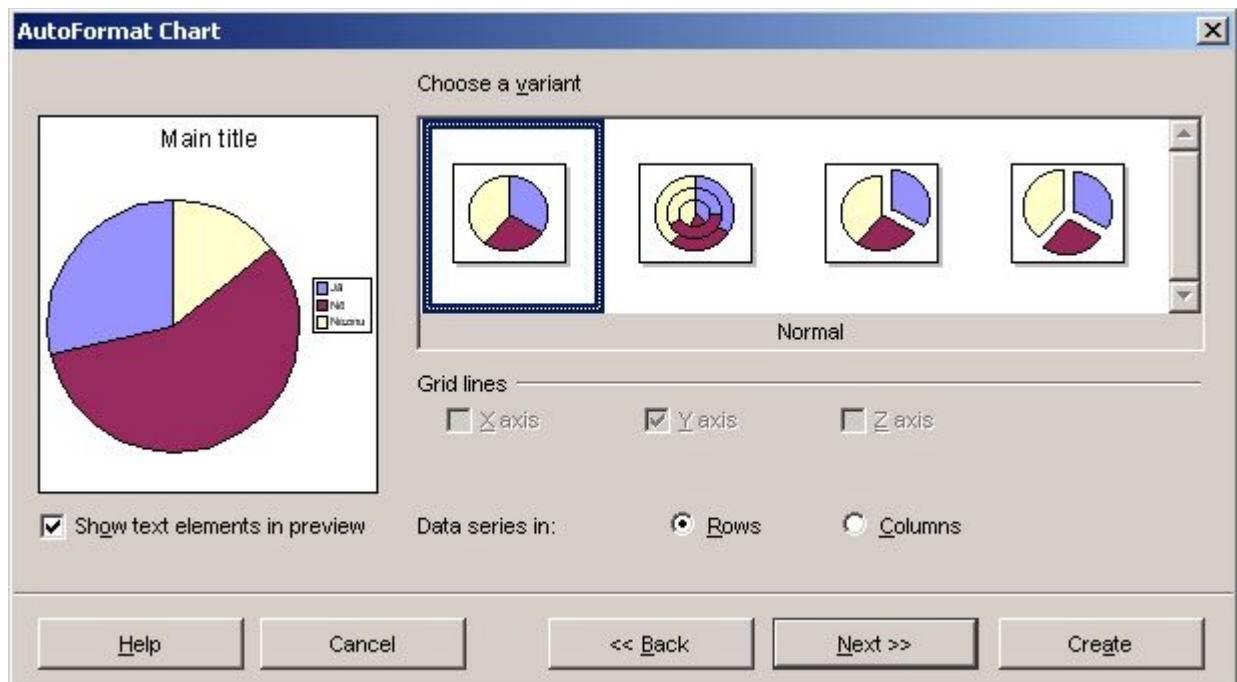 AutoFormat Chart
Choose a variant
Main title
Normal
Grid lines
X axis
Y axis
Z axis
Show text elements in preview
Data series in:
Rows
Columns
Help
Cancel
<< Back
Next >>
Create